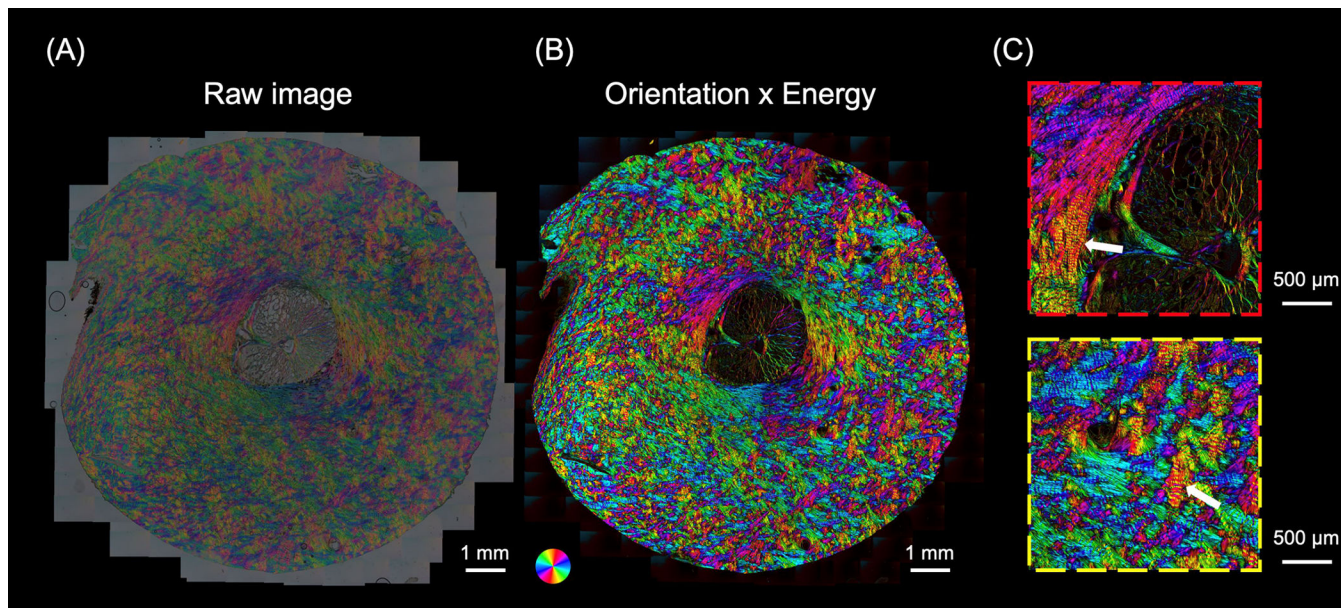 (A)
Raw image
1 mm
(B)
Orientation x Energy
1 mm
(C)
500 µm
500 µm